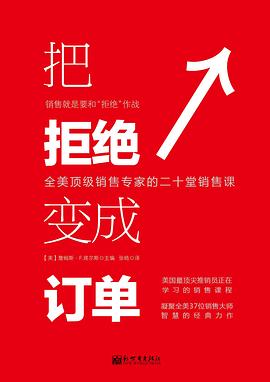 把
销售就是要和“拒绝”作战
拒绝
全美顶级销售专家的二十堂销售课
变成
【美】詹姆斯·F.塔尔斯◎主编 张皓◎译
订单
美国最顶尖推销员正在
学习的销售课程
凝聚全美37位销售大师
智慧的经典力作
新世界出版社